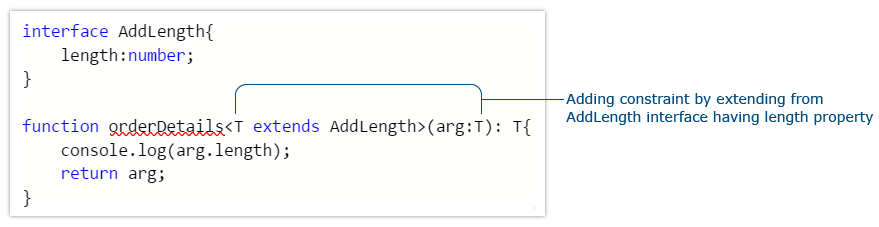 interface AddLength{
    length:number;
}
function orderDetails<T extends AddLength>(arg:T): T{
    console.log(arg.length);
    return arg;
}
Adding constraint by extending from
AddLength interface having length property